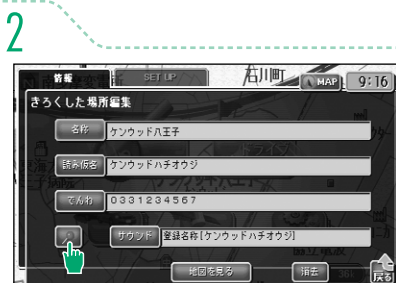 2
情報 SET UP 石川町 MAP 9:16
きろくした場所編集
名称 ケンウッド八王子
読み仮名 ケンウッドハチオウジ
でんわ 0331234567
サウンド 登録名称[ケンウッドハチオウジ]
地図を見る 消去 戻る